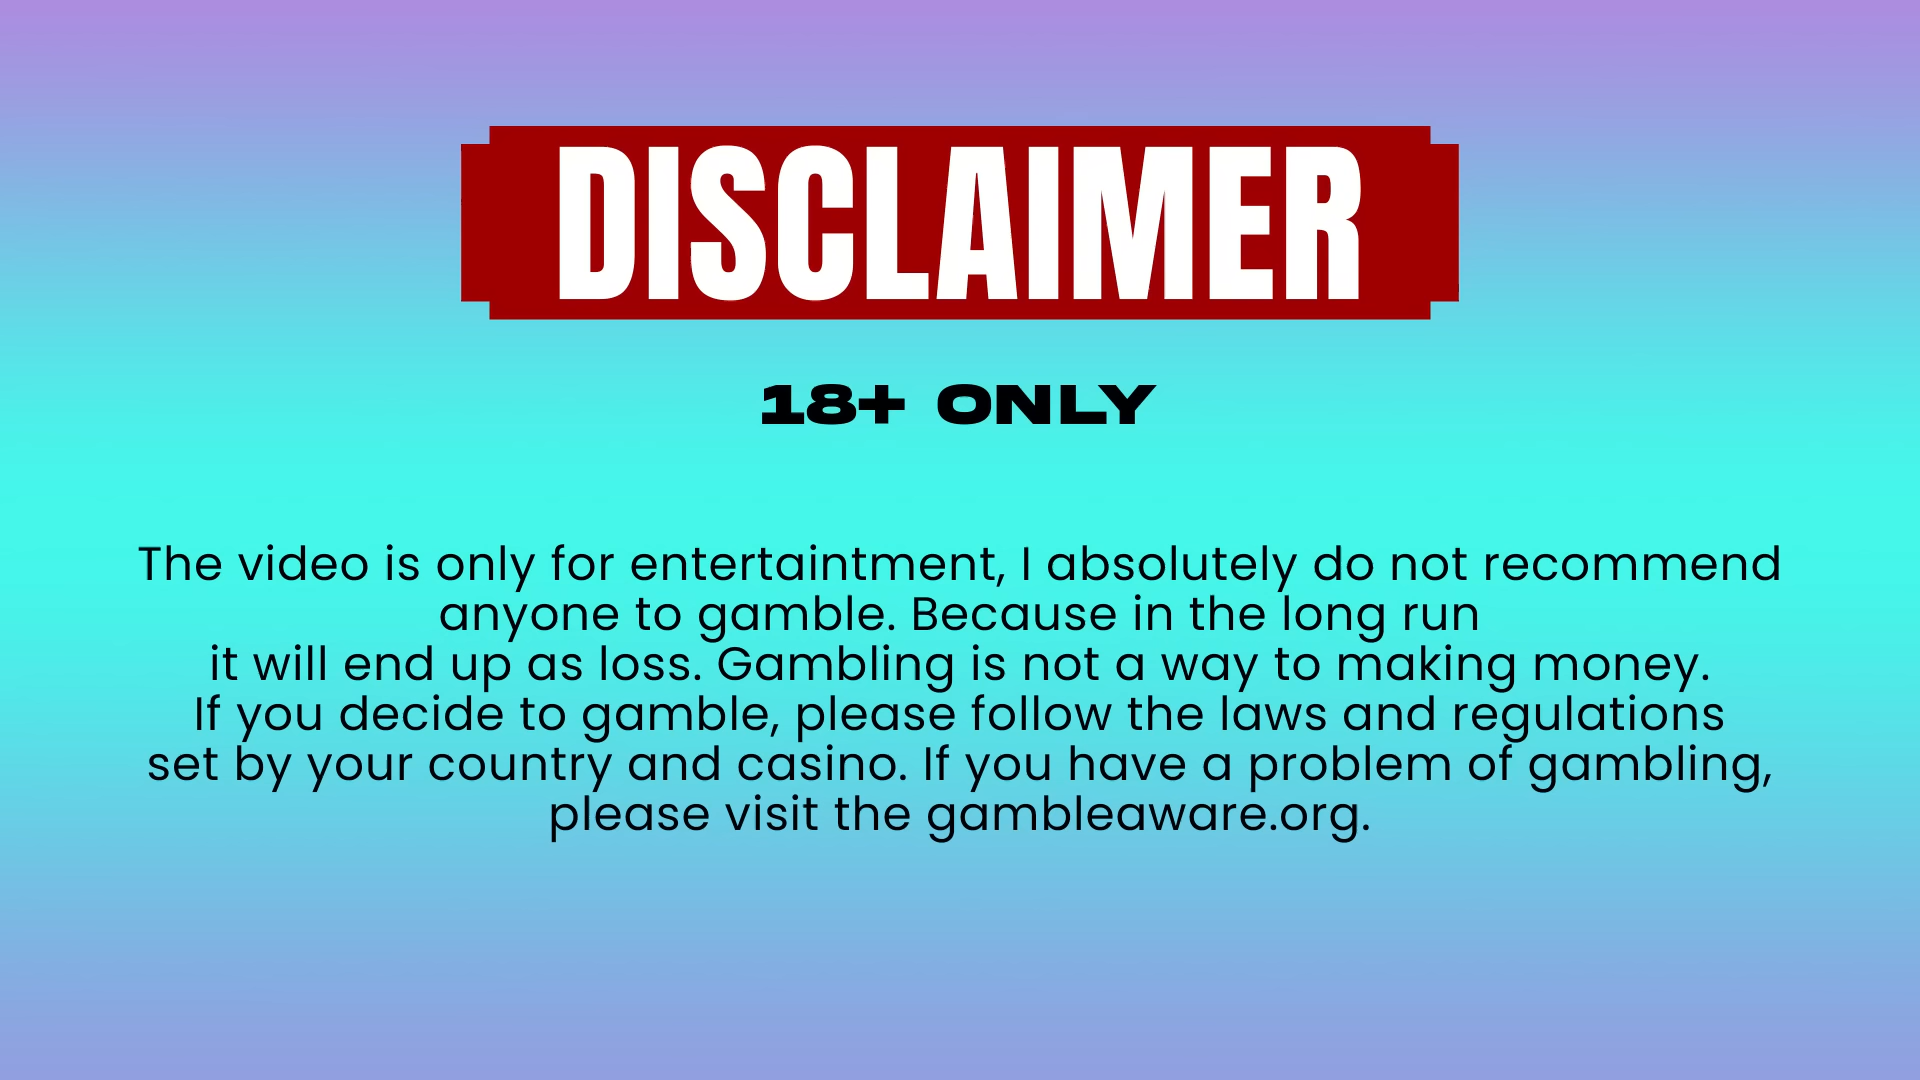 DISCLAIMER
18+ ONLY
The video is only for entertaintment, I absolutely do not recommend
anyone to gamble. Because in the long run
it will end up as loss. Gambling is not a way to making money.
If you decide to gamble, please follow the laws and regulations
set by your country and casino. If you have a problem of gambling,
please visit the gambleaware.org.